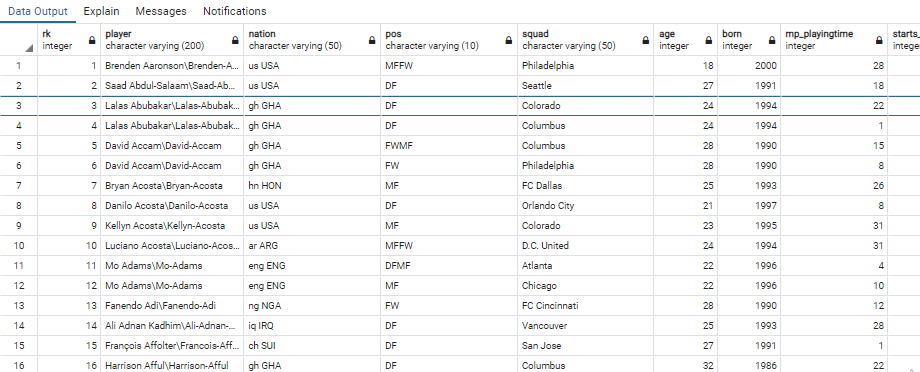 Data Output Explain Messages Notifications
rk integer player character varying (200) nation character varying (50) pos character varying (10) squad character varying (50) age integer born integer mp_playingtime integer starts_
1 1 Brenden Aaronson\Brenden-A... us USA MFFW Philadelphia 18 2000 28
2 2 Saad Abdul-Salaam\Saad-Ab... us USA DF Seattle 27 1991 18
3 3 Lalas Abubakar\Lalas-Abubak... gh GHA DF Colorado 24 1994 22
4 4 Lalas Abubakar\Lalas-Abubak... gh GHA DF Columbus 24 1994 1
5 5 David Accam\David-Accam gh GHA FWMF Columbus 28 1990 15
6 6 David Accam\David-Accam gh GHA FW Philadelphia 28 1990 8
7 7 Bryan Acosta\Bryan-Acosta hn HON MF FC Dallas 25 1993 26
8 8 Danilo Acosta\Danilo-Acosta us USA DF Orlando City 21 1997 8
9 9 Kellyn Acosta\Kellyn-Acosta us USA MF Colorado 23 1995 31
10 10 Luciano Acosta\Luciano-Acos... ar ARG MFFW D.C. United 24 1994 31
11 11 Mo Adams\Mo-Adams eng ENG DFMF Atlanta 22 1996 4
12 12 Mo Adams\Mo-Adams eng ENG MF Chicago 22 1996 10
13 13 Fanendo Adi\Fanendo-Adi ng NGA FW FC Cincinnati 28 1990 12
14 14 Ali Adnan Kadhim\Ali-Adnan-... iq IRQ DF Vancouver 25 1993 28
15 15 François Affolter\Francois-Aff... ch SUI DF San Jose 27 1991 1
16 16 Harrison Afful\Harrison-Afful gh GHA DF Columbus 32 1986 22